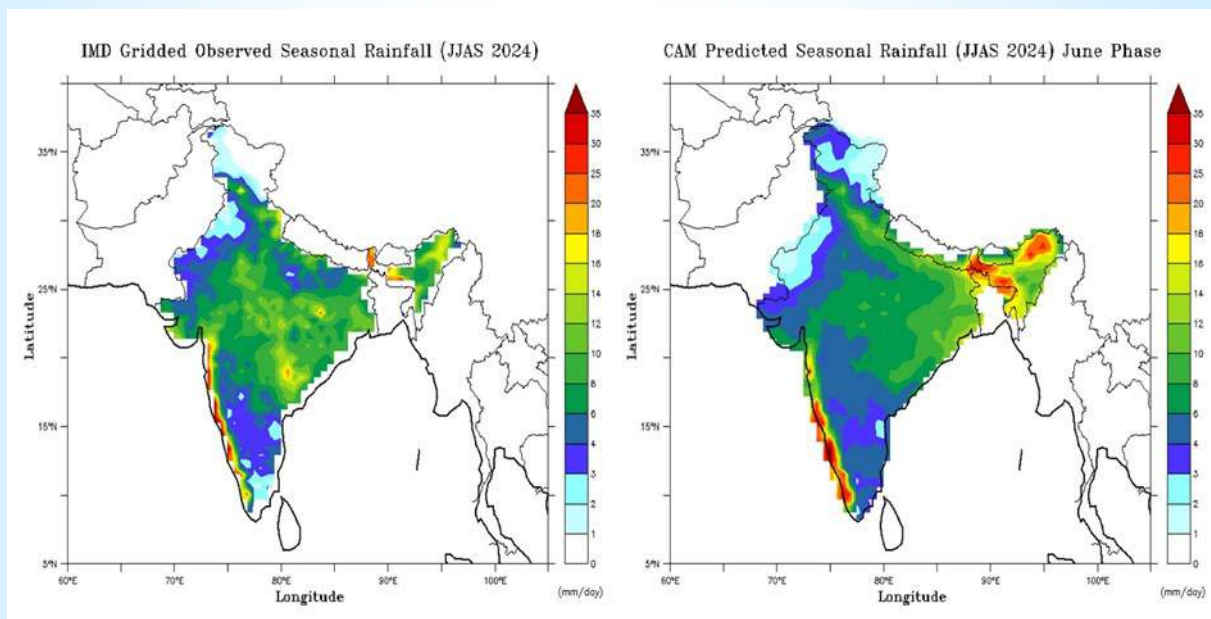 IMD Gridded Observed Seasonal Rainfall (JJAS 2024)
35°N
25°N
15°N
5°N
Latitude
60°E
70°E
80°E
90°E
100°E
Longitude
35
30
25
20
18
16
14
12
10
8
6
4
3
2
1
0
(mm/day)
CAM Predicted Seasonal Rainfall (JJAS 2024) June Phase
35°N
25°N
15°N
5°N
Latitude
60°E
70°E
80°E
90°E
100°E
Longitude
35
30
25
20
18
16
14
12
10
8
6
4
3
2
1
0
(mm/day)